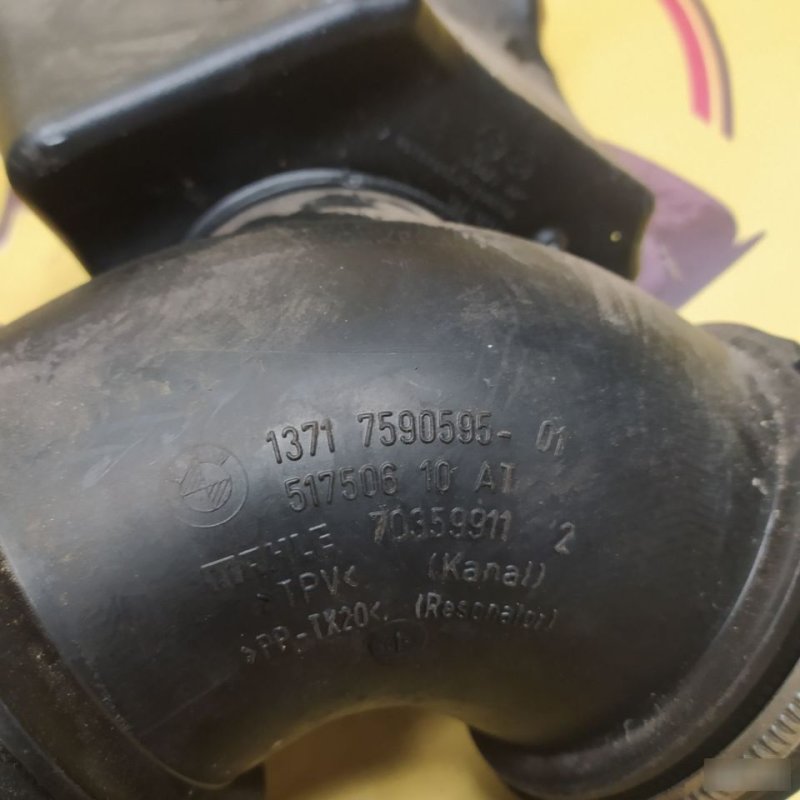 1371 7590595- 01
517506 10 AT
MAHLE 70359911 2
>TPV< (Kanal)
>PP-TX20< (Resonator)